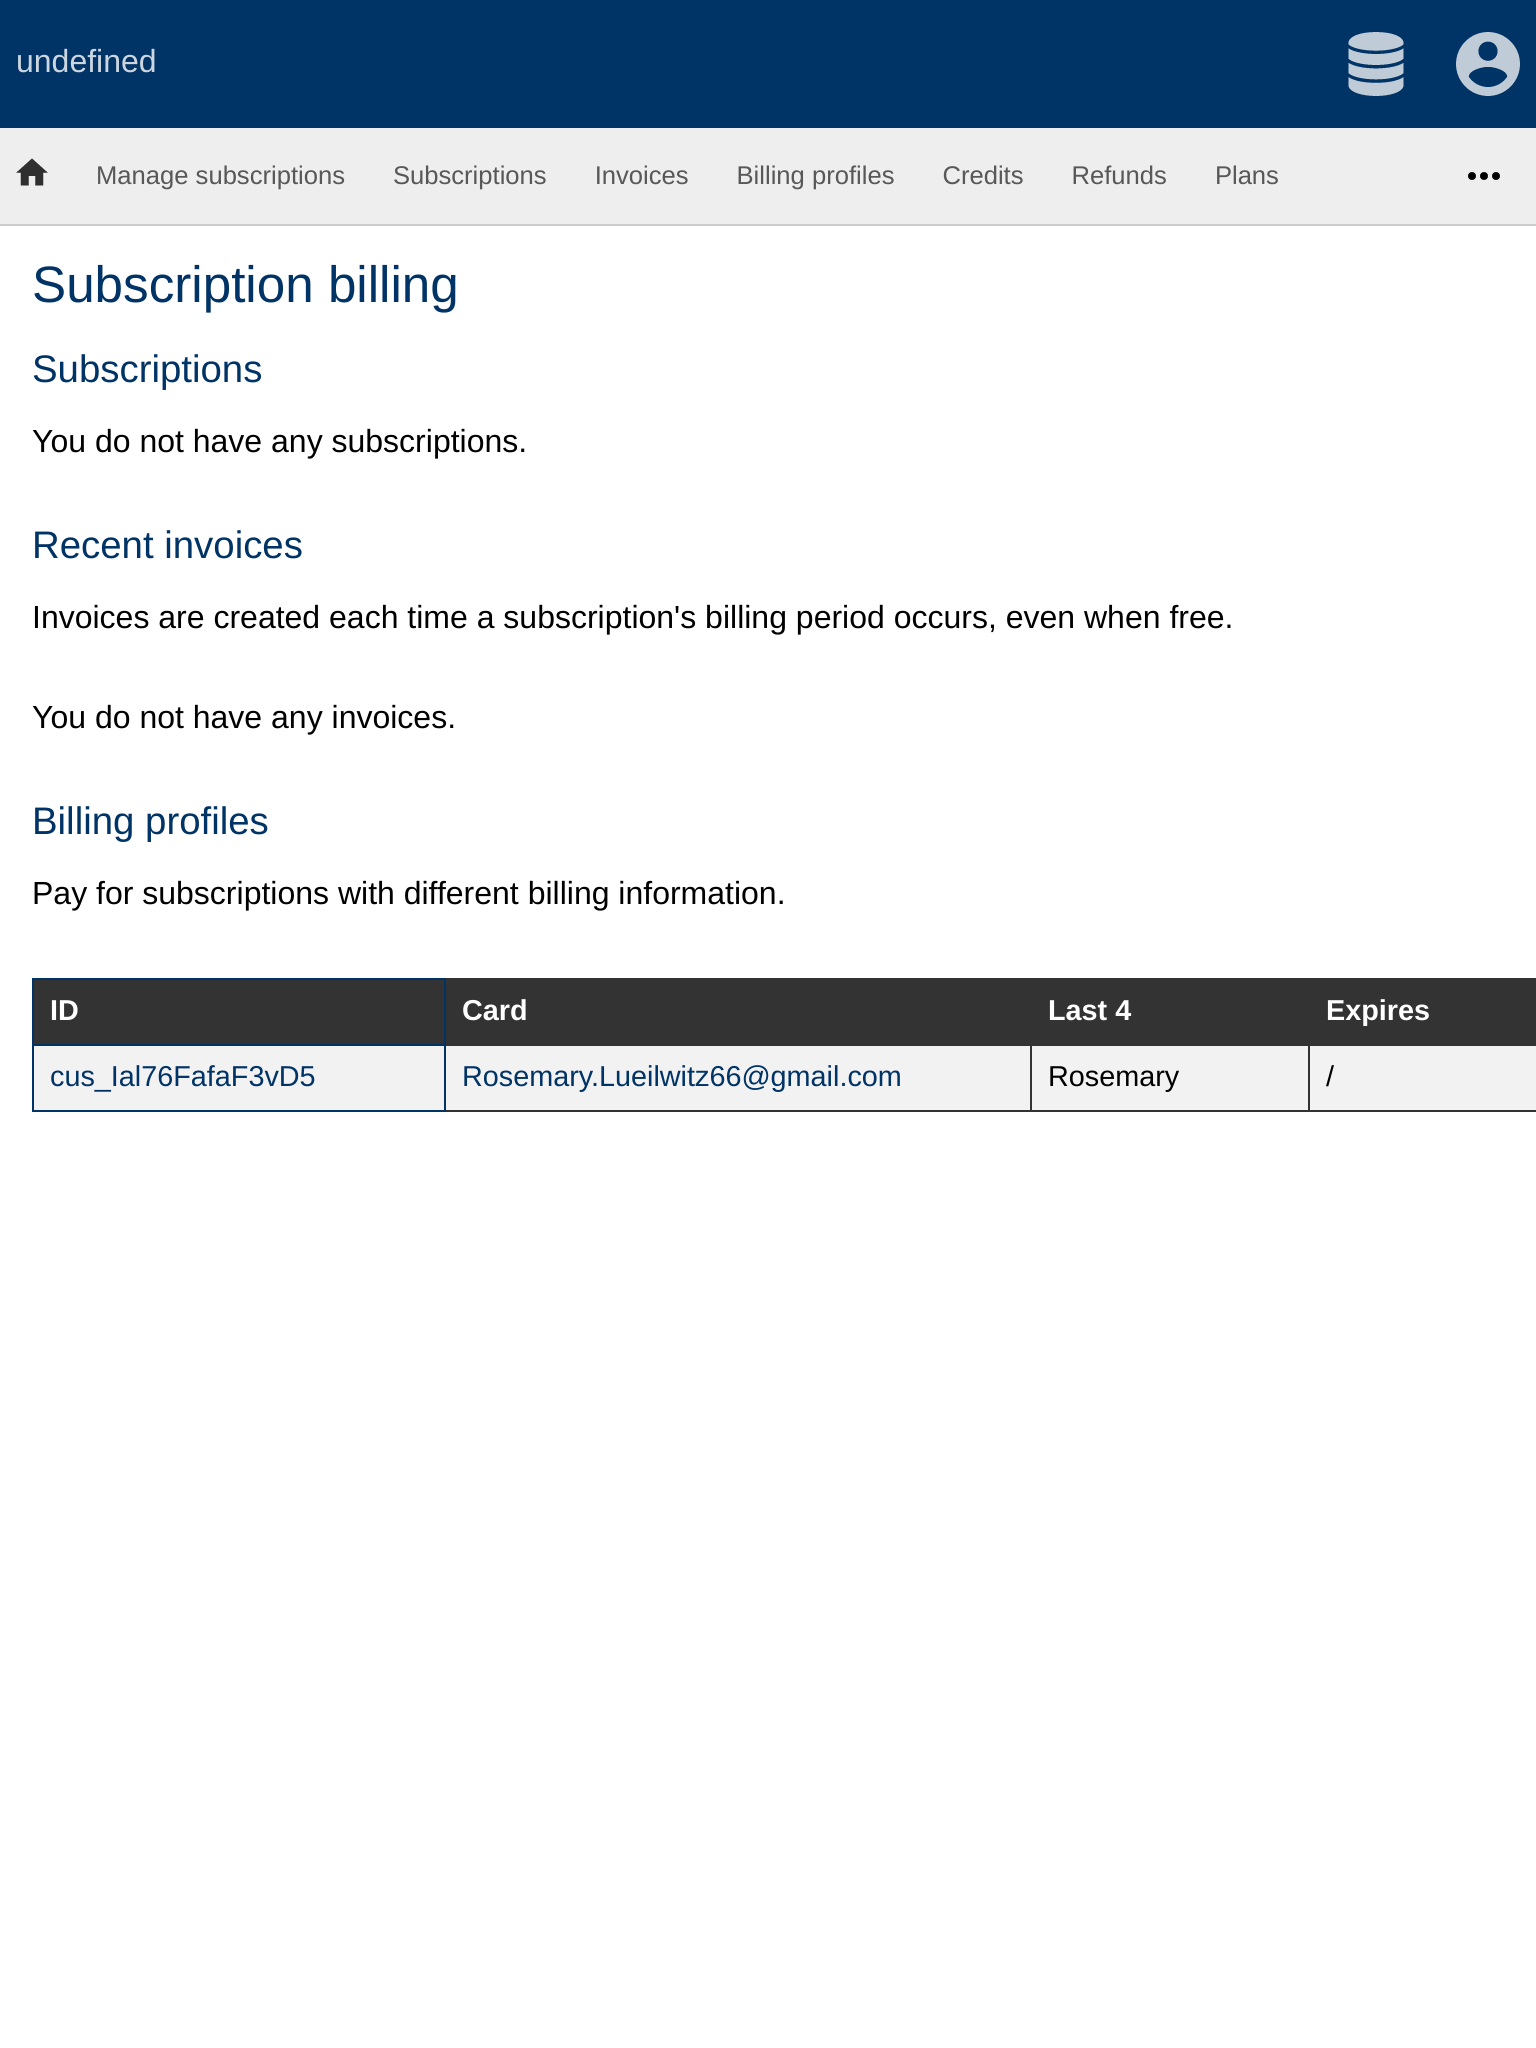 undefined
Manage subscriptions Subscriptions Invoices Billing profiles Credits Refunds Plans
Subscription billing
Subscriptions
You do not have any subscriptions.
Recent invoices
Invoices are created each time a subscription's billing period occurs, even when free.
You do not have any invoices.
Billing profiles
Pay for subscriptions with different billing information.
ID Card Last 4 Expires
cus_Ial76FafaF3vD5 Rosemary.Lueilwitz66@gmail.com Rosemary /